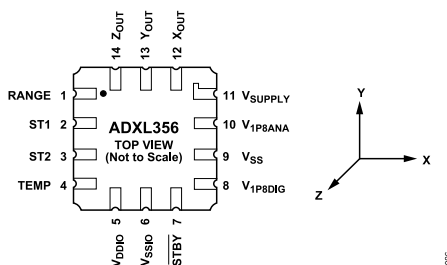 14 ZOUT
13 YOUT
12 XOUT
RANGE 1
ST1 2
ST2 3
TEMP 4
ADXL356
TOP VIEW
(Not to Scale)
11 VSUPPLY
10 V1P8ANA
9 VSS
8 V1P8DIG
5 VDDIO
6 VSSIO
7 STBY
Y
X
Z